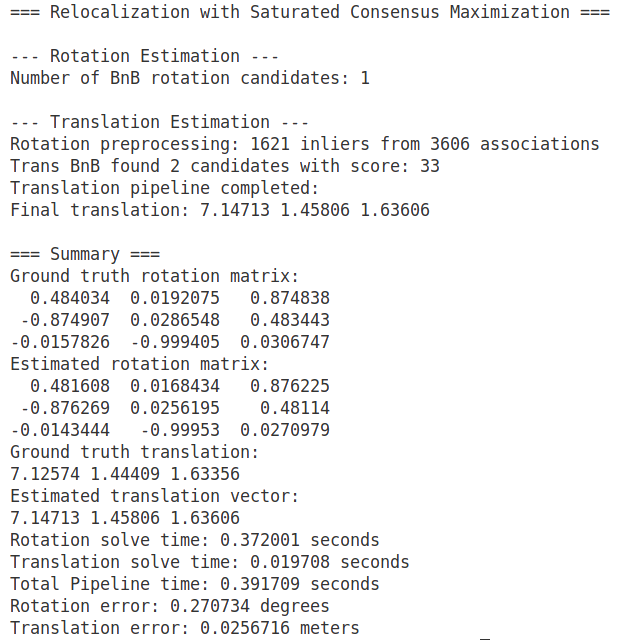 === Relocalization with Saturated Consensus Maximization ===
--- Rotation Estimation ---
Number of BnB rotation candidates: 1
--- Translation Estimation ---
Rotation preprocessing: 1621 inliers from 3606 associations
Trans BnB found 2 candidates with score: 33
Translation pipeline completed:
Final translation: 7.14713 1.45806 1.63606
=== Summary ===
Ground truth rotation matrix:
0.484034 0.0192075 0.874838
-0.874907 0.0286548 0.483443
-0.0157826 -0.999405 0.0306747
Estimated rotation matrix:
0.481608 0.0168434 0.876225
-0.876269 0.0256195 0.48114
-0.0143444 -0.99953 0.0270979
Ground truth translation:
7.12574 1.44409 1.63356
Estimated translation vector:
7.14713 1.45806 1.63606
Rotation solve time: 0.372001 seconds
Translation solve time: 0.019708 seconds
Total Pipeline time: 0.391709 seconds
Rotation error: 0.270734 degrees
Translation error: 0.0256716 meters